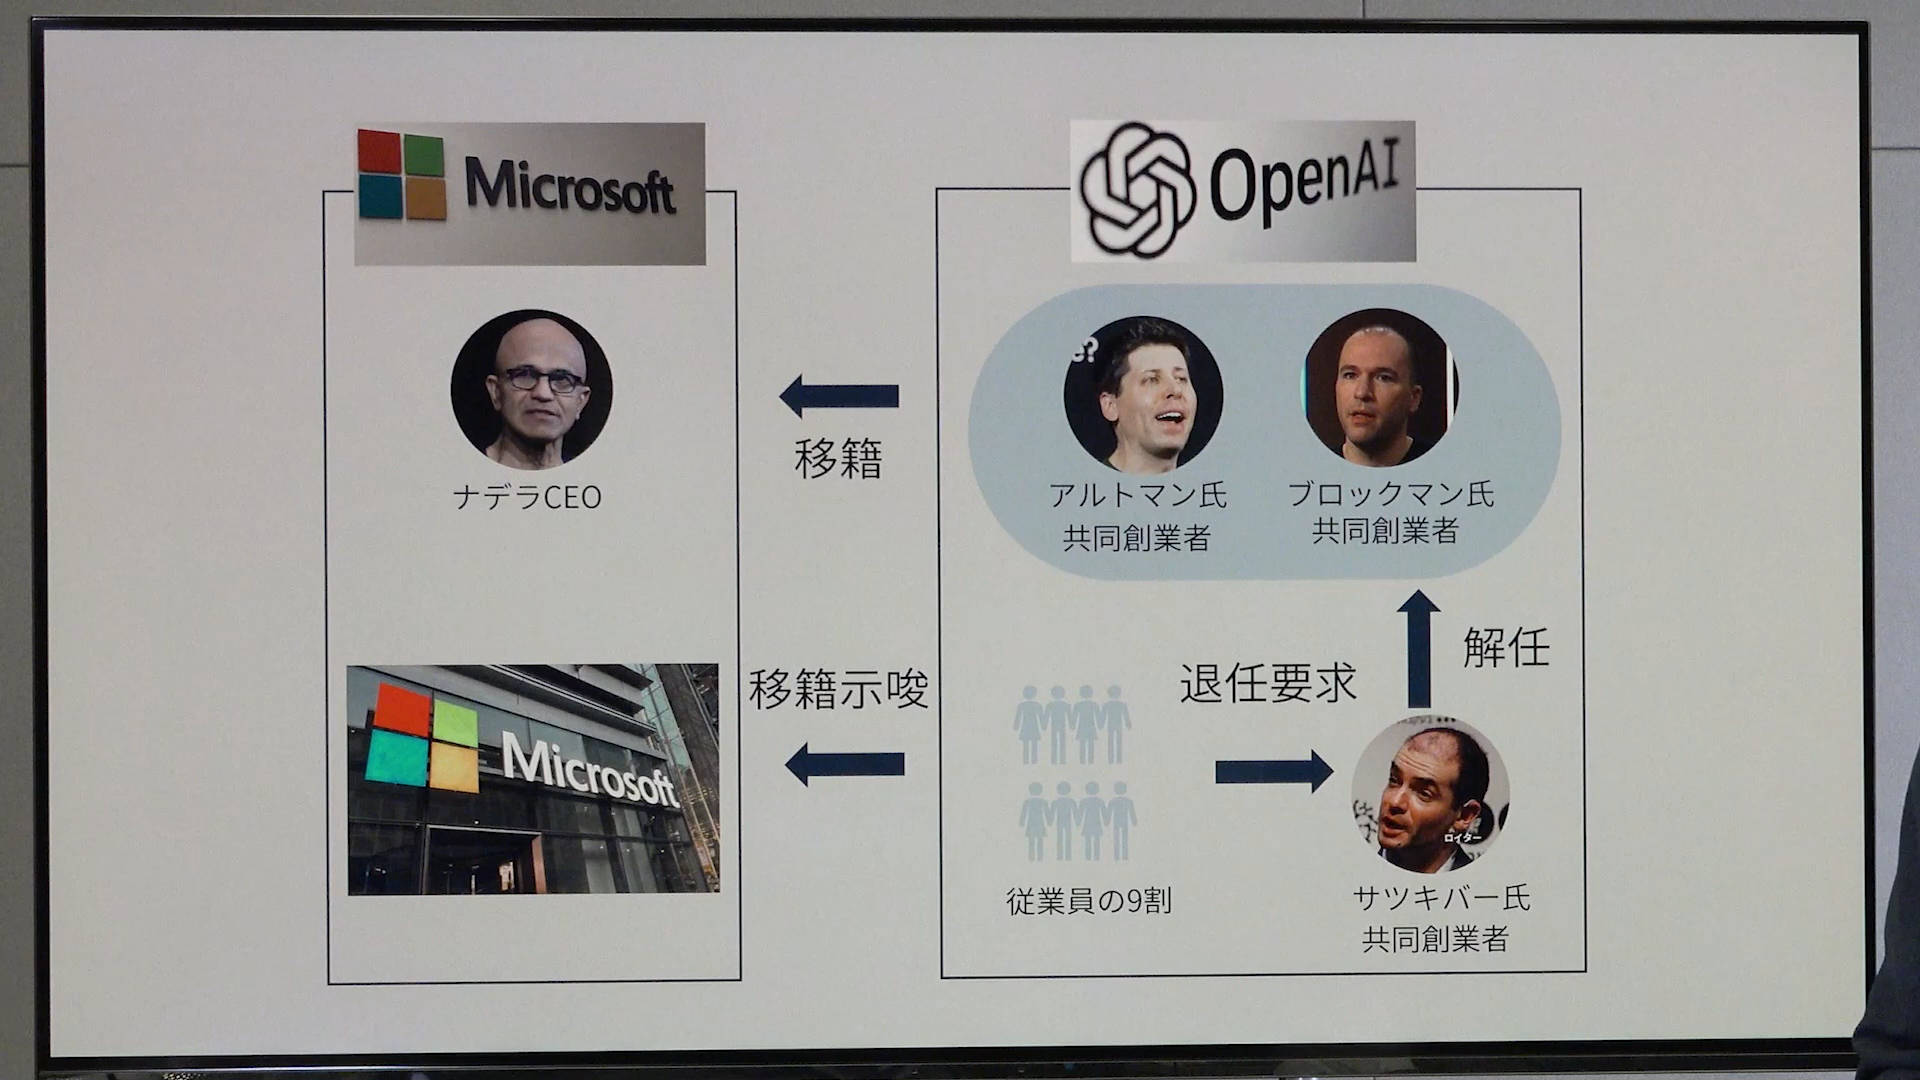 Microsoft
OpenAI
e?
ナデラCEO
移籍
アルトマン氏
共同創業者
ブロックマン氏
共同創業者
解任
移籍示唆
退任要求
Microsoft
ロイター
従業員の9割
サツキバー氏
共同創業者